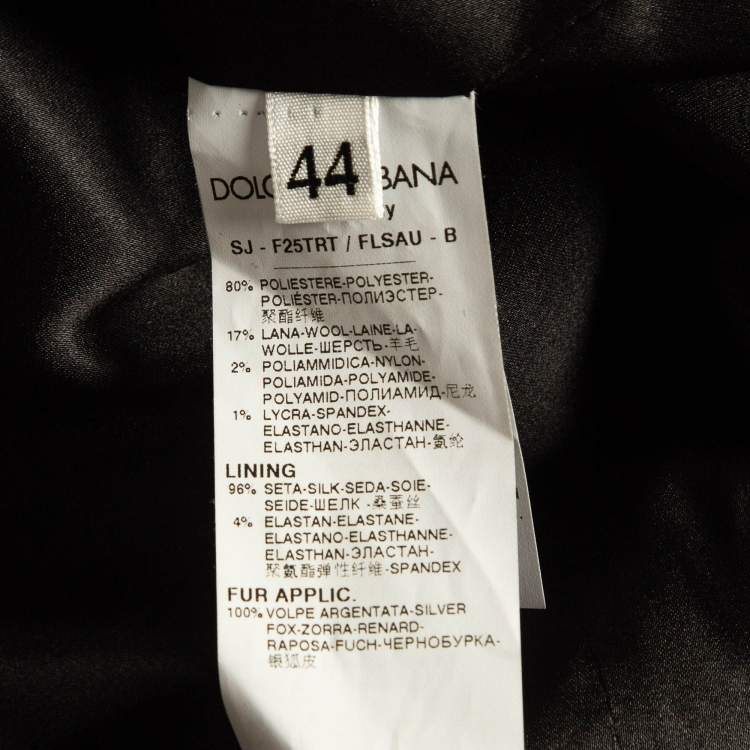 44
DOLC BANA
y
SJ - F25TRT / FLSAU - B
80% POLIESTERE-POLYESTER-
POLIÉSTER-ПОЛИЭСТЕР-
聚酯纤维
17% LANA-WOOL-LAINE-LA-
WOLLE-ШЕРСТЬ-羊毛
2% POLIAMMIDICA-NYLON-
POLIAMIDA-POLYAMIDE-
POLYAMID-ПОЛИАМИД-尼龙
1% LYCRA-SPANDEX-
ELASTANO-ELASTHANNE-
ELASTHAN-ЭЛАСТАН-氨纶
LINING
96% SETA-SILK-SEDA-SOIE-
SEIDE-ШЕЛК -桑蚕丝
4% ELASTAN-ELASTANE-
ELASTANO-ELASTHANNE-
ELASTHAN-ЭЛАСТАН-
聚氨酯弹性纤维-SPANDEX
FUR APPLIC.
100% VOLPE ARGENTATA-SILVER
FOX-ZORRA-RENARD-
RAPOSA-FUCH-ЧЕРНОБУРКА-
银狐皮